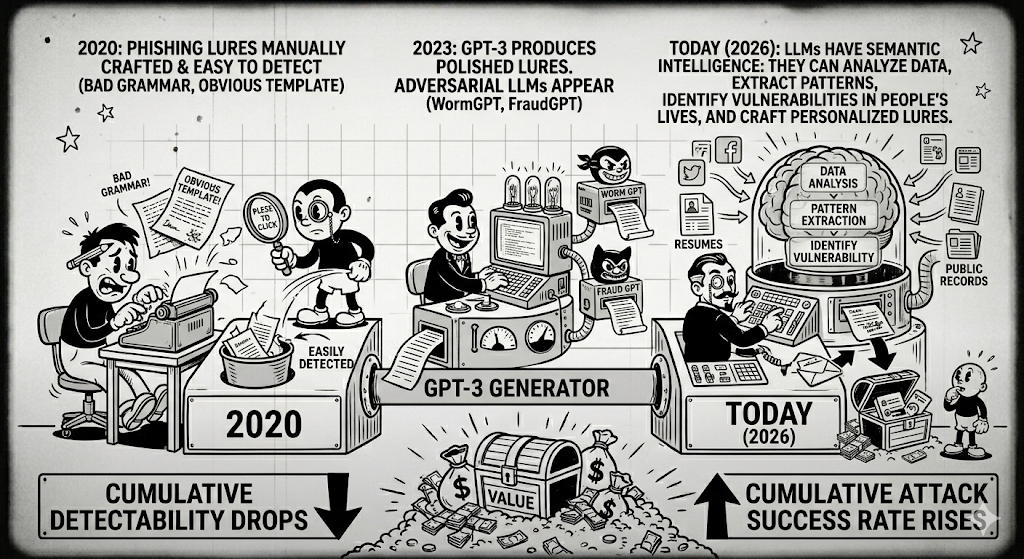 2020: PHISHING LURES MANUALLY
CRAFTED & EASY TO DETECT
(BAD GRAMMAR, OBVIOUS TEMPLATE)
2023: GPT-3 PRODUCES
POLISHED LURES.
ADVERSARIAL LLMs APPEAR
(WormGPT, FraudGPT)
TODAY (2026): LLMs HAVE SEMANTIC
INTELLIGENCE: THEY CAN ANALYZE DATA,
EXTRACT PATTERNS,
IDENTIFY VULNERABILITIES IN PEOPLE'S
LIVES, AND CRAFT PERSONALIZED LURES.
BAD
GRAMMAR!
OBVIOUS
TEMPLATE!
PLESE
TO
CLICK
EASILY
DETECTED
2020
WORM GPT
FRAUD GPT
GPT-3 GENERATOR
RESUMES
DATA
ANALYSIS
PATTERN
EXTRACTION
IDENTIFY
VULNERABILITY
PUBLIC
RECORDS
TODAY
(2026)
$
VALUE
$
CUMULATIVE
DETECTABILITY DROPS
CUMULATIVE ATTACK
SUCCESS RATE RISES